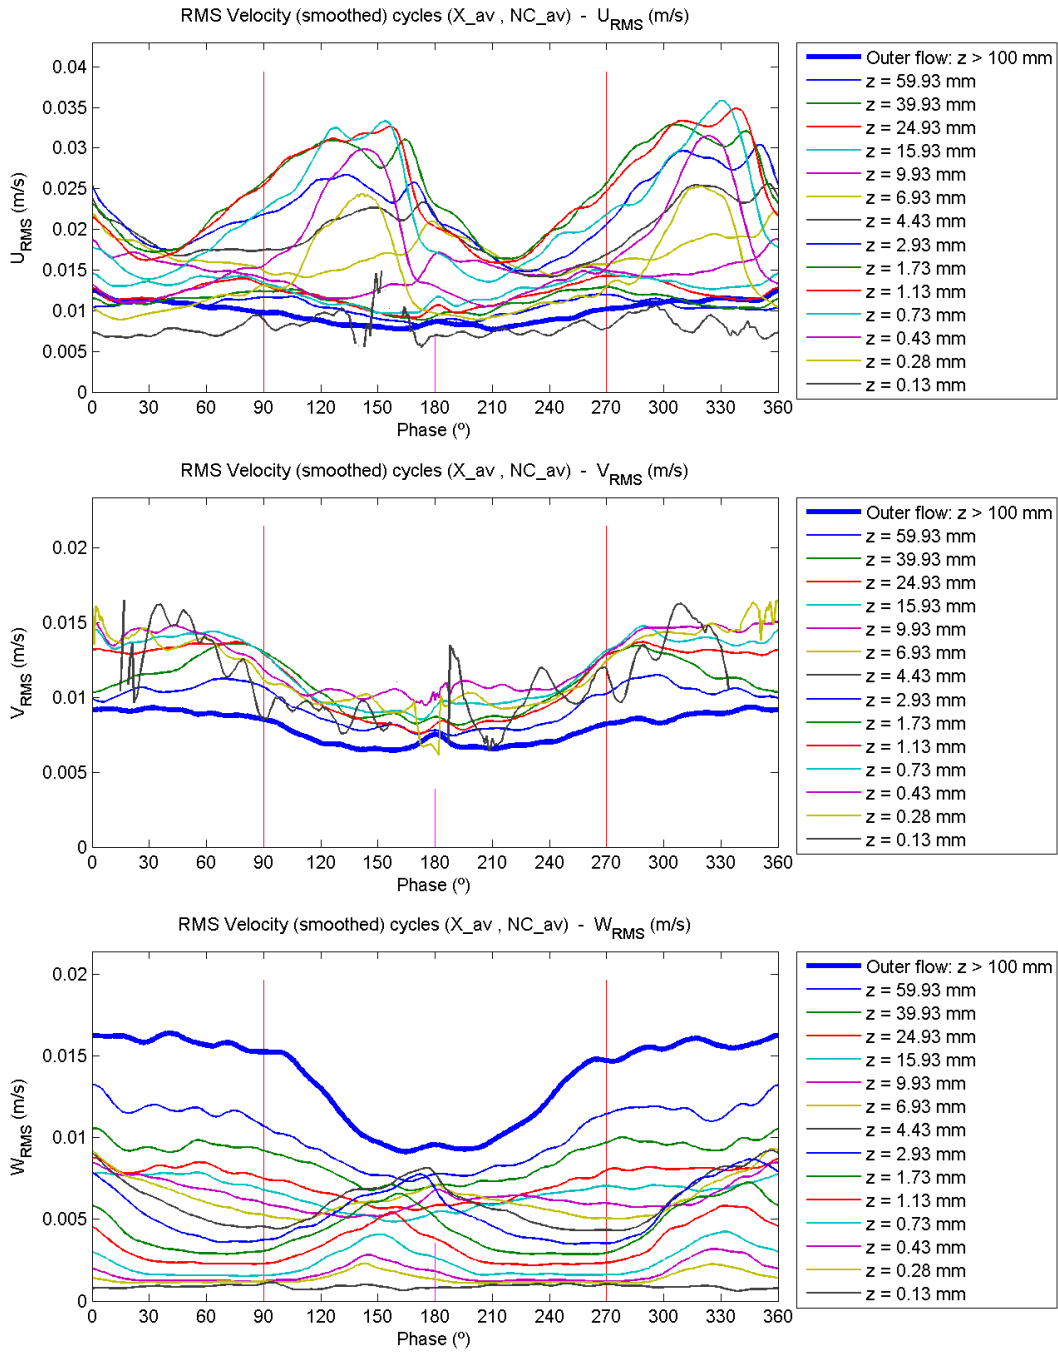 RMS Velocity (smoothed) cycles (X_av , NC_av) - U_RMS (m/s)
U_RMS (m/s)
0.04
0.035
0.03
0.025
0.02
0.015
0.01
0.005
0
0 30 60 90 120 150 180 210 240 270 300 330 360
Phase (º)
Outer flow: z > 100 mm
z = 59.93 mm
z = 39.93 mm
z = 24.93 mm
z = 15.93 mm
z = 9.93 mm
z = 6.93 mm
z = 4.43 mm
z = 2.93 mm
z = 1.73 mm
z = 1.13 mm
z = 0.73 mm
z = 0.43 mm
z = 0.28 mm
z = 0.13 mm
RMS Velocity (smoothed) cycles (X_av , NC_av) - V_RMS (m/s)
V_RMS (m/s)
0.02
0.015
0.01
0.005
0
0 30 60 90 120 150 180 210 240 270 300 330 360
Phase (º)
Outer flow: z > 100 mm
z = 59.93 mm
z = 39.93 mm
z = 24.93 mm
z = 15.93 mm
z = 9.93 mm
z = 6.93 mm
z = 4.43 mm
z = 2.93 mm
z = 1.73 mm
z = 1.13 mm
z = 0.73 mm
z = 0.43 mm
z = 0.28 mm
z = 0.13 mm
RMS Velocity (smoothed) cycles (X_av , NC_av) - W_RMS (m/s)
W_RMS (m/s)
0.02
0.015
0.01
0.005
0
0 30 60 90 120 150 180 210 240 270 300 330 360
Phase (º)
Outer flow: z > 100 mm
z = 59.93 mm
z = 39.93 mm
z = 24.93 mm
z = 15.93 mm
z = 9.93 mm
z = 6.93 mm
z = 4.43 mm
z = 2.93 mm
z = 1.73 mm
z = 1.13 mm
z = 0.73 mm
z = 0.43 mm
z = 0.28 mm
z = 0.13 mm